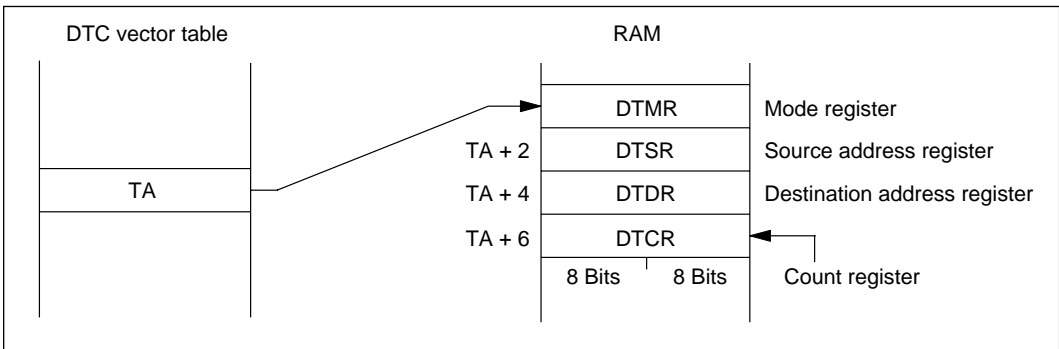 DTC vector table
RAM
DTMR
Mode register
TA + 2
DTSR
Source address register
TA
TA + 4
DTDR
Destination address register
TA + 6
DTCR
8 Bits
8 Bits
Count register